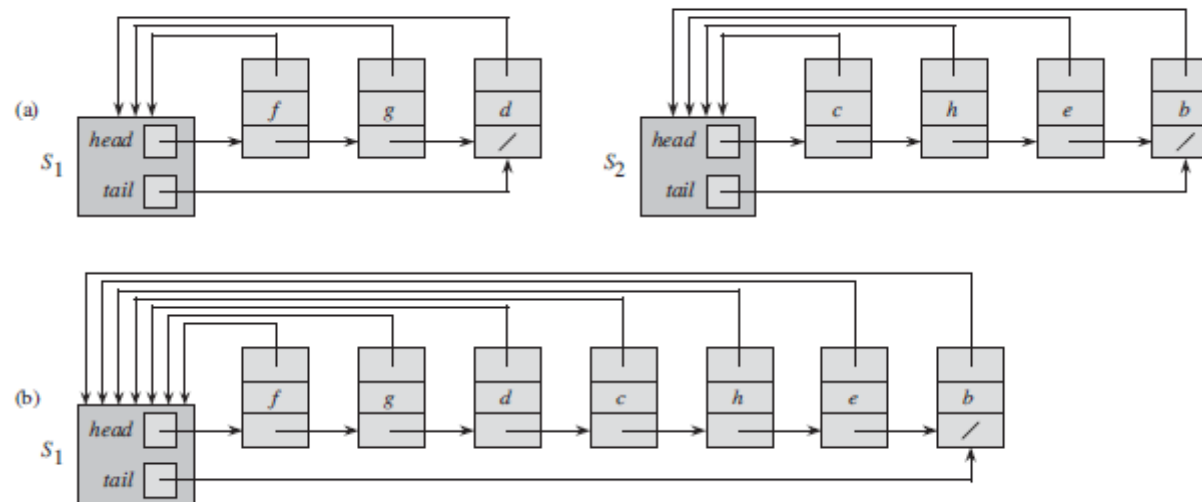 (a)
f g d
head
S1
tail
c h e b
head
S2
tail
(b)
f g d c h e b
head
S1
tail